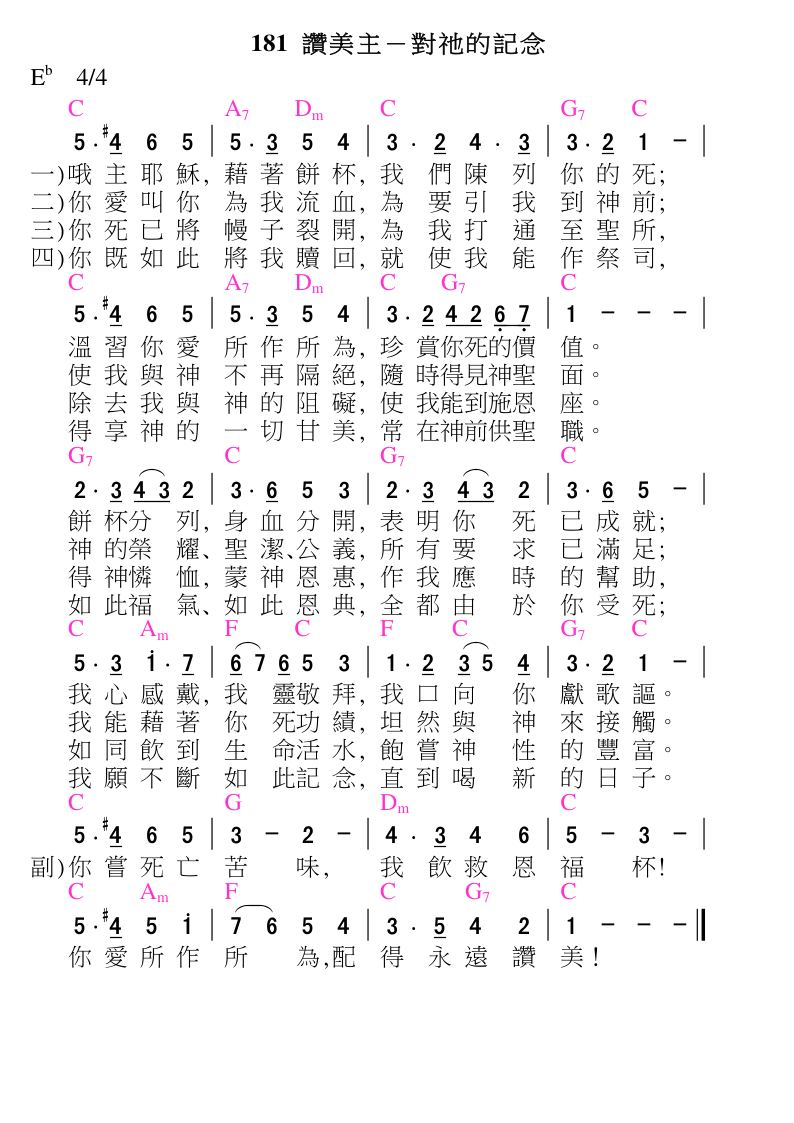 181 讚美主－對祂的記念
E♭ 4/4
C A7 Dm C G7 C
5 . #4 6 5 | 5 . 3 5 4 | 3 . 2 4 . 3 | 3 . 2 1 － |
一)哦主耶穌，藉著餅杯，我們陳列你的死；
二)你愛叫你為我流血，為要引我到神前；
三)你死已將幔子裂開，為我打通至聖所，
四)你既如此將我贖回，就使我能作祭司，
C A7 Dm C G7 C
5 . #4 6 5 | 5 . 3 5 4 | 3 . 2 4 2 6̣ 7̣ | 1 － － － |
溫習你愛所作所為，珍賞你死的價值。
使我與神不再隔絕，隨時得見神聖面。
除去我與神的阻礙，使我能到施恩座。
得享神的一切甘美，常在神前供聖職。
G7 C G7 C
2 . 3 4 3 2 | 3 . 6 5 3 | 2 . 3 4 3 2 | 3 . 6 5 － |
餅杯分列，身血分開，表明你死已成就；
神的榮耀、聖潔、公義，所有要求已滿足；
得神憐恤，蒙神恩惠，作我應時的幫助，
如此福氣、如此恩典，全都由於你受死；
C Am F C F C G7 C
5 . 3 1̇ . 7 | 6 7 6 5 3 | 1 . 2 3 5 4 | 3 . 2 1 － |
我心感戴，我靈敬拜，我口向你獻歌謳。
我能藉著你死功績，坦然與神來接觸。
如同飲到生命活水，飽嘗神性的豐富。
我願不斷如此記念，直到喝新的日子。
C G Dm C
5 . #4 6 5 | 3 － 2 － | 4 . 3 4 6 | 5 － 3 － |
副)你嘗死亡苦味，我飲救恩福杯！
C Am F C G7 C
5 . #4 5 1̇ | 7 6 5 4 | 3 . 5 4 2 | 1 － － － ‖
你愛所作所為，配得永遠讚美！